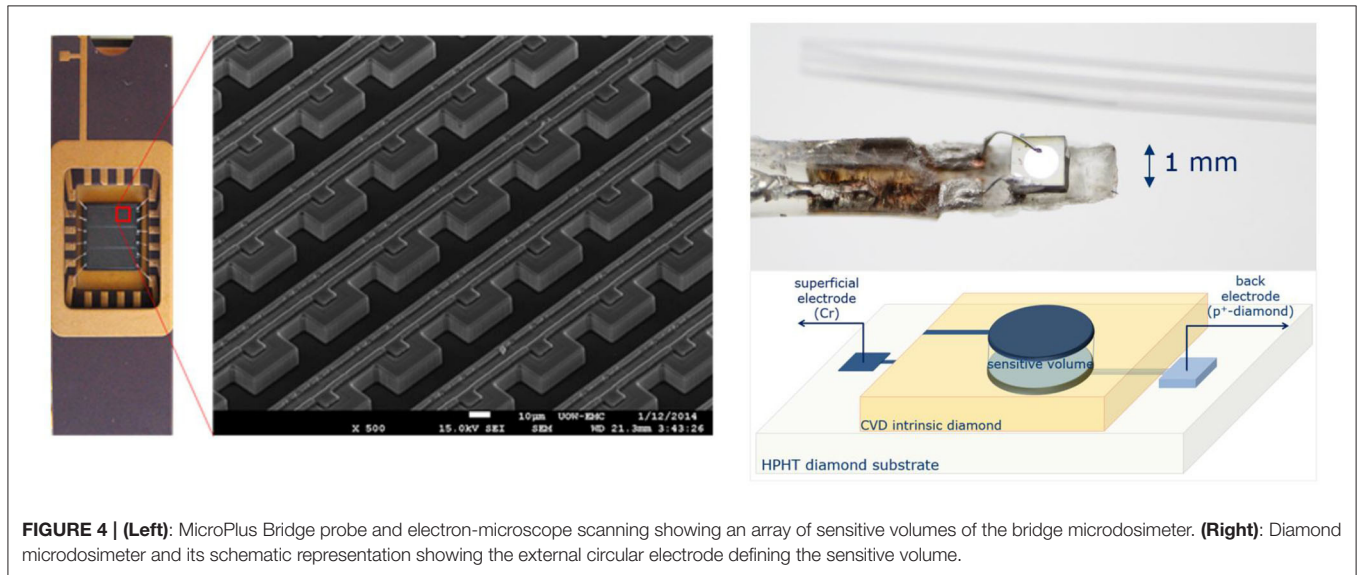 10µm UOW-EMC 1/12/2014
X 500 15.0kV SEI SEM WD 21.3mm 3:43:26
1 mm
superficial
electrode
(Cr)
back
electrode
(p⁺-diamond)
sensitive volume
CVD intrinsic diamond
HPHT diamond substrate
FIGURE 4 | (Left): MicroPlus Bridge probe and electron-microscope scanning showing an array of sensitive volumes of the bridge microdosimeter. (Right): Diamond
microdosimeter and its schematic representation showing the external circular electrode defining the sensitive volume.